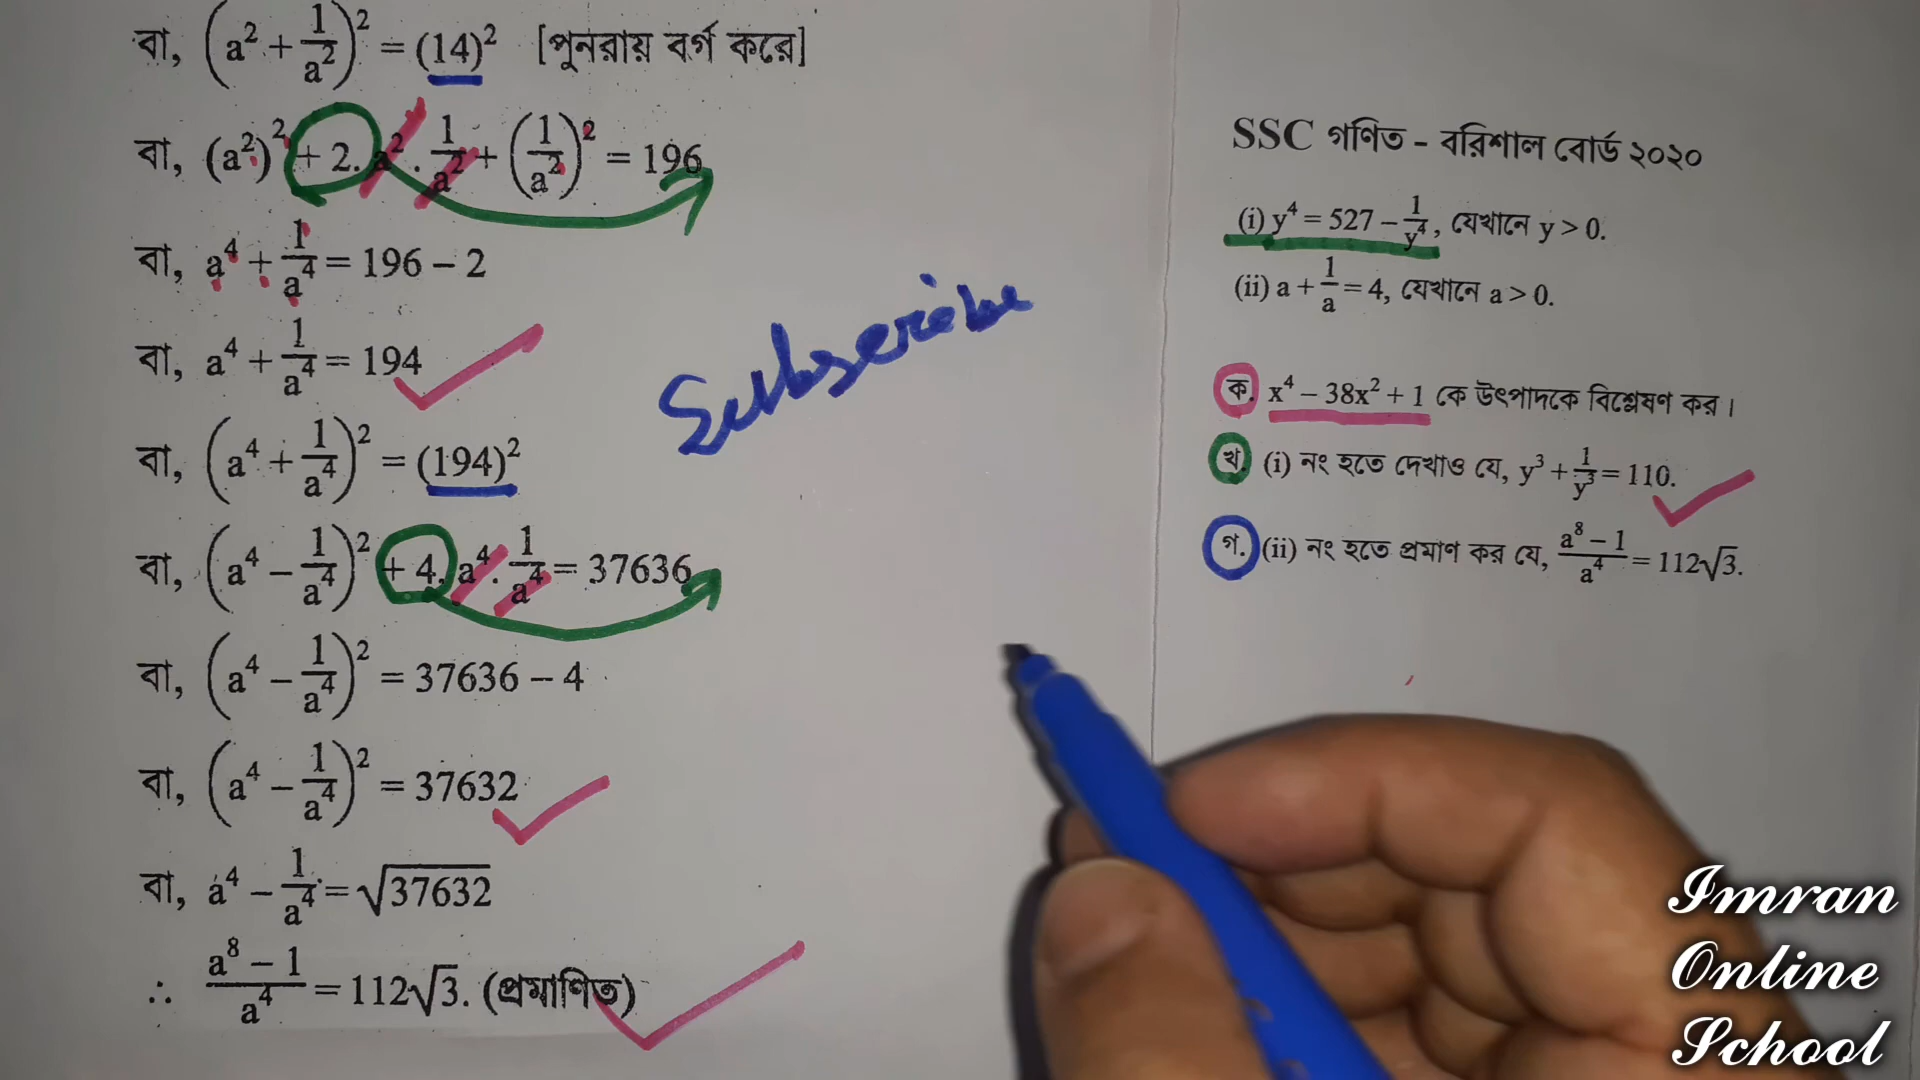 বা, (a² + 1/a²)² = (14)² [পুনরায় বর্গ করে]
বা, (a²)² + 2. a² . 1/a² + (1/a²)² = 196
বা, a⁴ + 1/a⁴ = 196 – 2
বা, a⁴ + 1/a⁴ = 194
বা, (a⁴ + 1/a⁴)² = (194)²
বা, (a⁴ – 1/a⁴)² + 4. a⁴ . 1/a⁴ = 37636
বা, (a⁴ – 1/a⁴)² = 37636 – 4
বা, (a⁴ – 1/a⁴)² = 37632
বা, a⁴ – 1/a⁴ = √37632
∴ (a⁸ – 1)/a⁴ = 112√3. (প্রমাণিত)
Subscribe
SSC গণিত - বরিশাল বোর্ড ২০২০
(i) y⁴ = 527 – 1/y⁴, যেখানে y > 0.
(ii) a + 1/a = 4, যেখানে a > 0.
ক. x⁴ – 38x² + 1 কে উৎপাদকে বিশ্লেষণ কর।
খ. (i) নং হতে দেখাও যে, y³ + 1/y³ = 110.
গ. (ii) নং হতে প্রমাণ কর যে, (a⁸ – 1)/a⁴ = 112√3.
Imran
Online
School